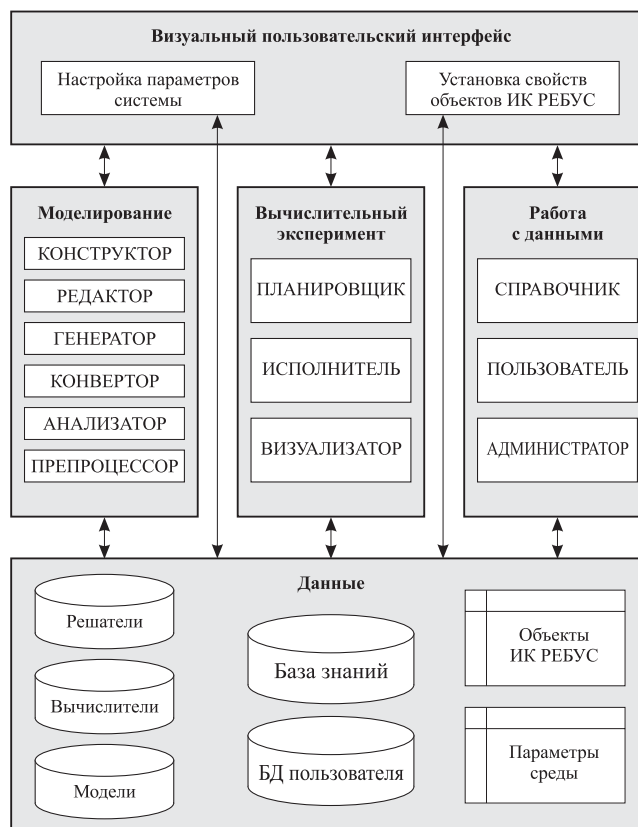 Визуальный пользовательский интерфейс
Настройка параметров
системы
Установка свойств
объектов ИК РЕБУС
Моделирование
КОНСТРУКТОР
РЕДАКТОР
ГЕНЕРАТОР
КОНВЕРТОР
АНАЛИЗАТОР
ПРЕПРОЦЕССОР
Вычислительный
эксперимент
ПЛАНИРОВЩИК
ИСПОЛНИТЕЛЬ
ВИЗУАЛИЗАТОР
Работа
с данными
СПРАВОЧНИК
ПОЛЬЗОВАТЕЛЬ
АДМИНИСТРАТОР
Данные
Решатели
Вычислители
Модели
База знаний
БД пользователя
Объекты
ИК РЕБУС
Параметры
среды